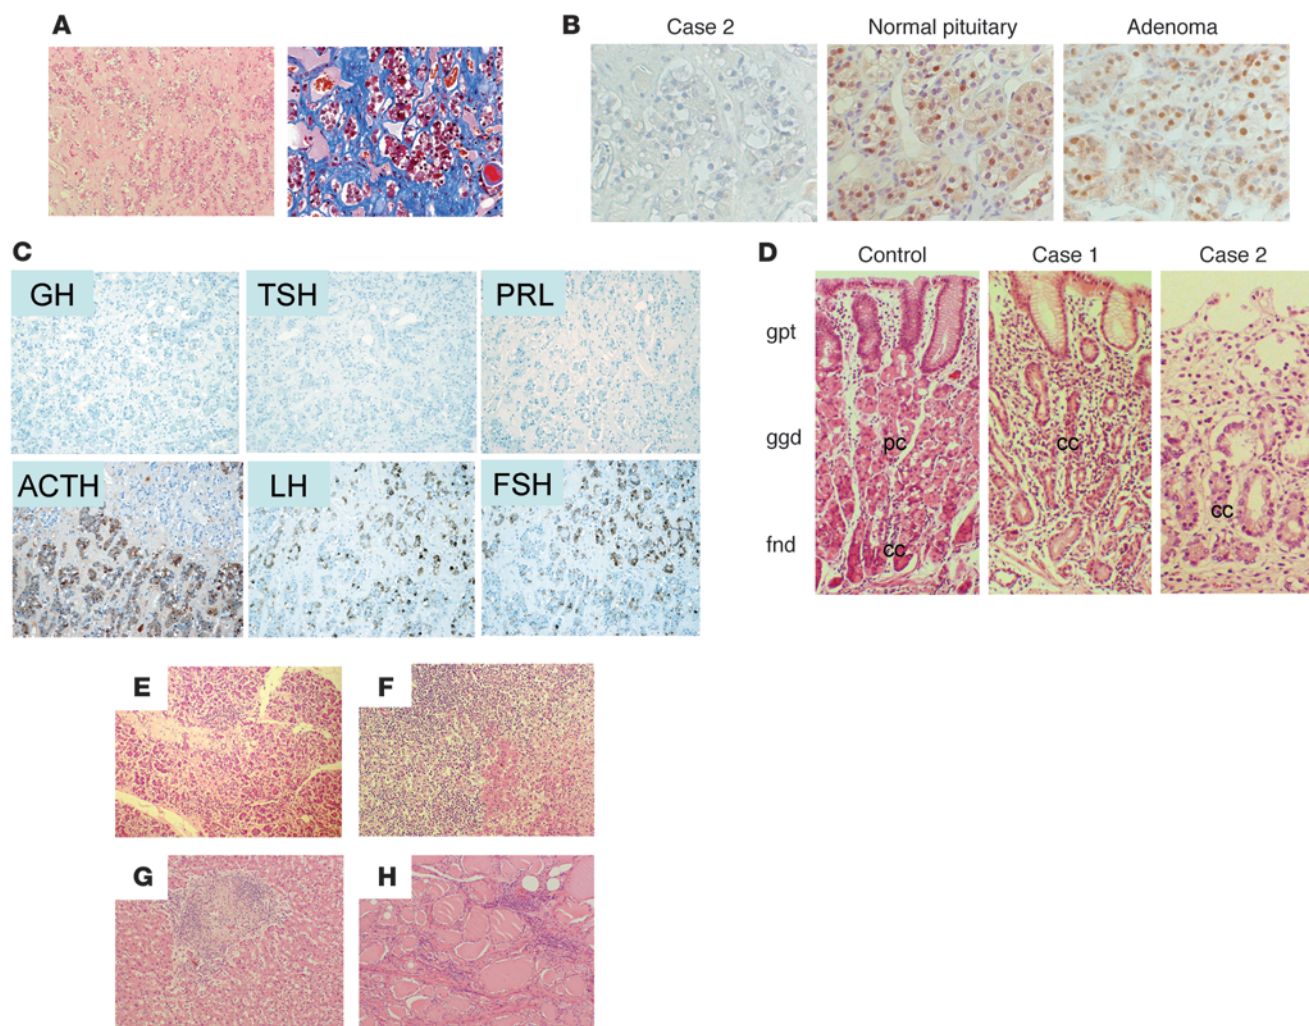 A
B
Case 2 Normal pituitary Adenoma
C
GH TSH PRL
ACTH LH FSH
D
Control Case 1 Case 2
gpt
ggd
fnd
pc
cc
cc
cc
E
F
G
H